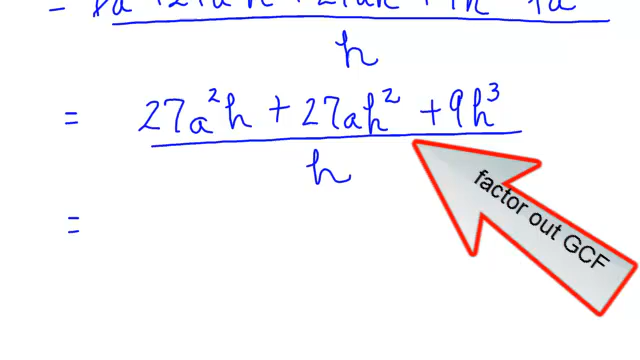 h
= 27a²h + 27ah² + 9h³
h
factor out GCF
=